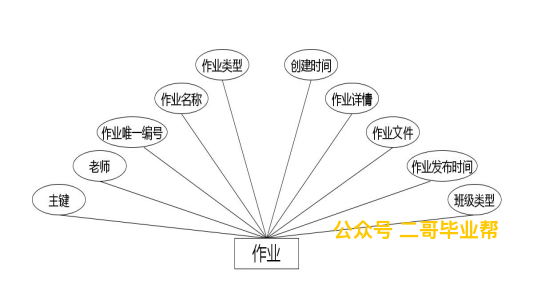 作业类型
创建时间
作业名称
作业详情
作业唯一编号
作业文件
老师
作业发布时间
主键
班级类型
公众号 二哥毕业帮
作业